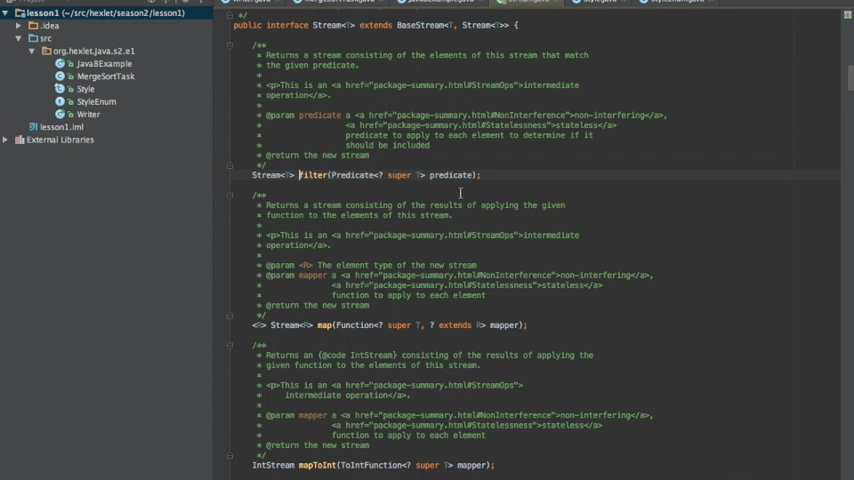 lesson1 (~/src/hexlet/season2/lesson1)
.idea
src
org.hexlet.java.s2.e1
Java8Example
MergeSortTask
Style
StyleEnum
Writer
lesson1.iml
External Libraries
*/
public interface Stream<T> extends BaseStream<T, Stream<T>> {
/**
* Returns a stream consisting of the elements of this stream that match
* the given predicate.
*
* <p>This is an <a href="package-summary.html#StreamOps">intermediate
* operation</a>.
*
* @param predicate a <a href="package-summary.html#NonInterference">non-interfering</a>,
* <a href="package-summary.html#Statelessness">stateless</a>
* predicate to apply to each element to determine if it
* should be included
* @return the new stream
*/
Stream<T> filter(Predicate<? super T> predicate);
/**
* Returns a stream consisting of the results of applying the given
* function to the elements of this stream.
*
* <p>This is an <a href="package-summary.html#StreamOps">intermediate
* operation</a>.
*
* @param <R> The element type of the new stream
* @param mapper a <a href="package-summary.html#NonInterference">non-interfering</a>,
* <a href="package-summary.html#Statelessness">stateless</a>
* function to apply to each element
* @return the new stream
*/
<R> Stream<R> map(Function<? super T, ? extends R> mapper);
/**
* Returns an {@code IntStream} consisting of the results of applying the
* given function to the elements of this stream.
*
* <p>This is an <a href="package-summary.html#StreamOps">
* intermediate operation</a>.
*
* @param mapper a <a href="package-summary.html#NonInterference">non-interfering</a>,
* <a href="package-summary.html#Statelessness">stateless</a>
* function to apply to each element
* @return the new stream
*/
IntStream mapToInt(ToIntFunction<? super T> mapper);